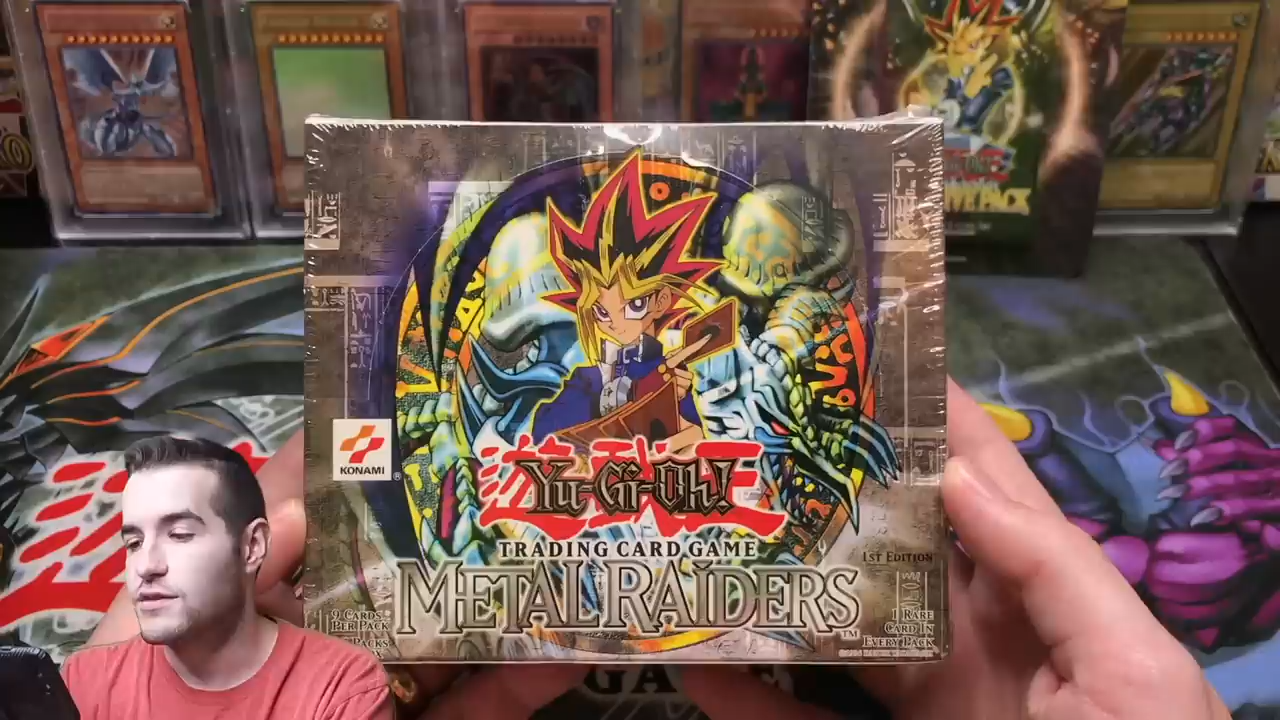 KONAMI
遊戯王
Yu-Gi-Oh!
TRADING CARD GAME
METAL RAIDERS™
1ST EDITION
9 CARDS
PER PACK
PACKS
1 RARE
CARD IN
EVERY PACK